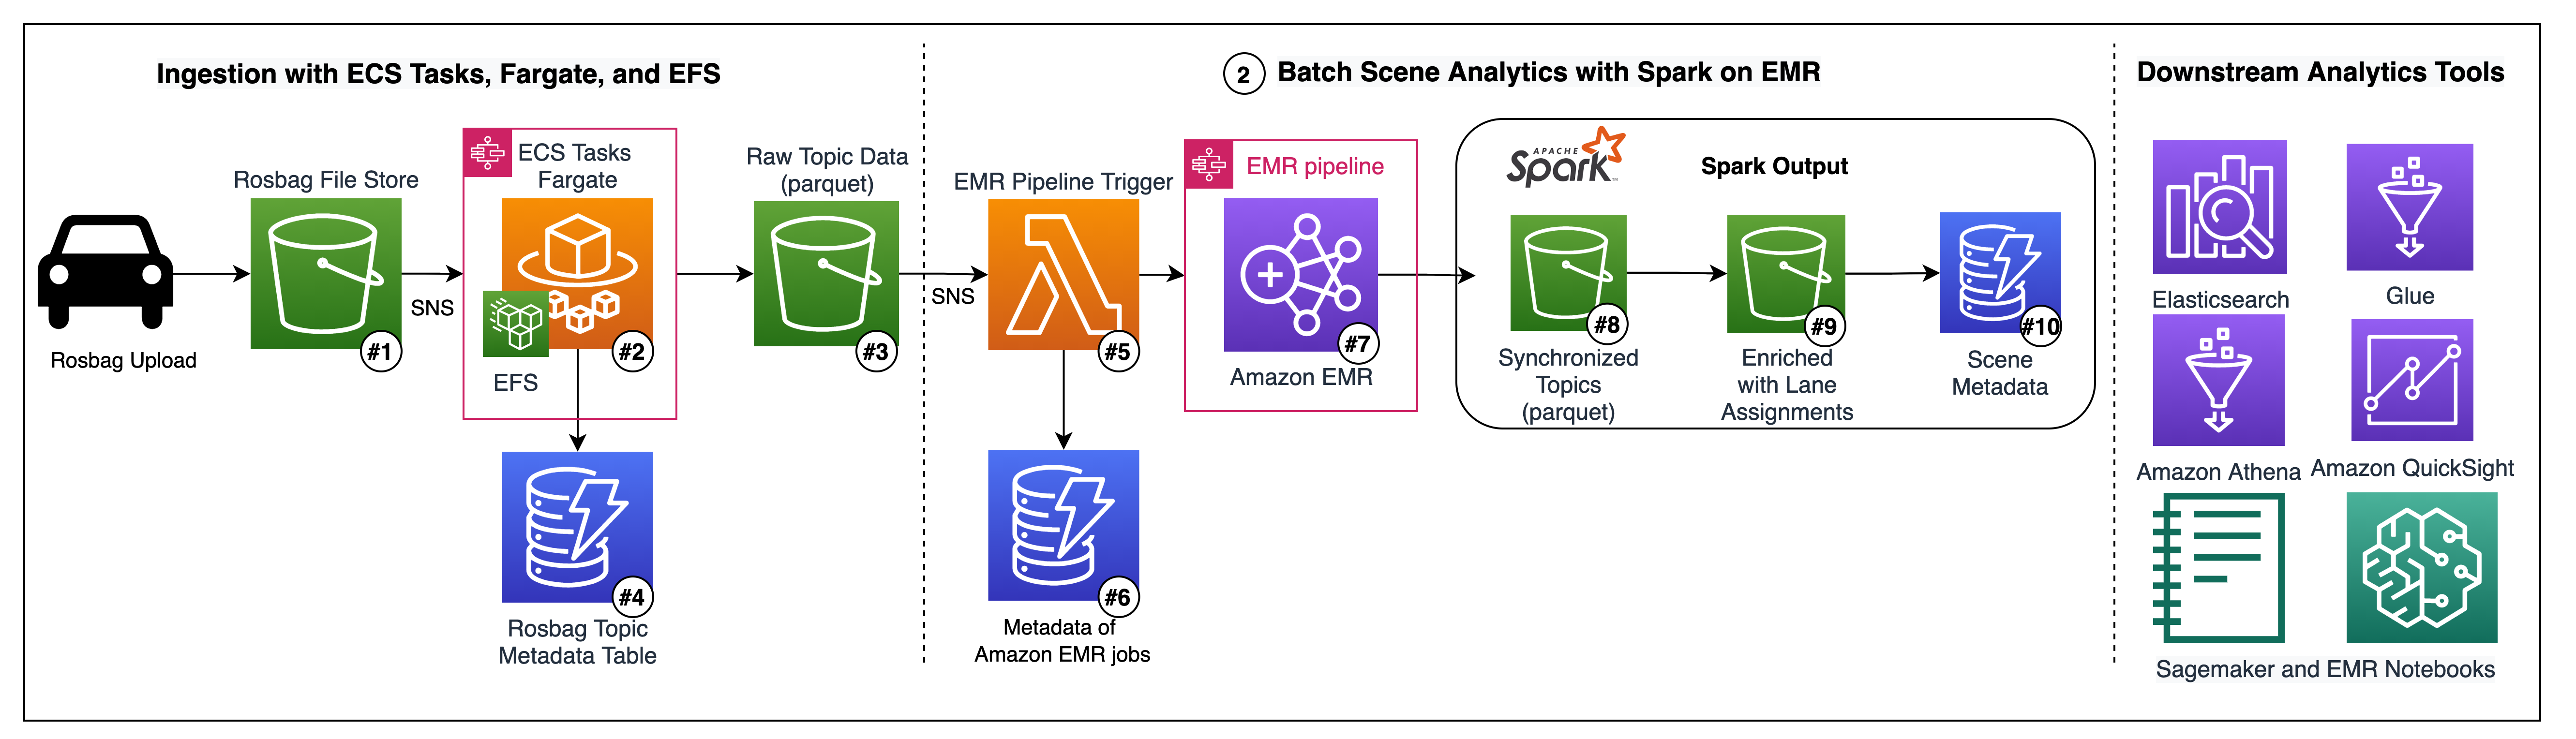 Ingestion with ECS Tasks, Fargate, and EFS
Rosbag Upload
Rosbag File Store
#1
SNS
ECS Tasks
Fargate
#2
EFS
Raw Topic Data
(parquet)
#3
#4
Rosbag Topic
Metadata Table
2 Batch Scene Analytics with Spark on EMR
SNS
EMR Pipeline Trigger
#5
#6
Metadata of
Amazon EMR jobs
EMR pipeline
#7
Amazon EMR
APACHE
Spark™
Spark Output
#8
Synchronized
Topics
(parquet)
#9
Enriched
with Lane
Assignments
#10
Scene
Metadata
Downstream Analytics Tools
Elasticsearch
Glue
Amazon Athena
Amazon QuickSight
Sagemaker and EMR Notebooks